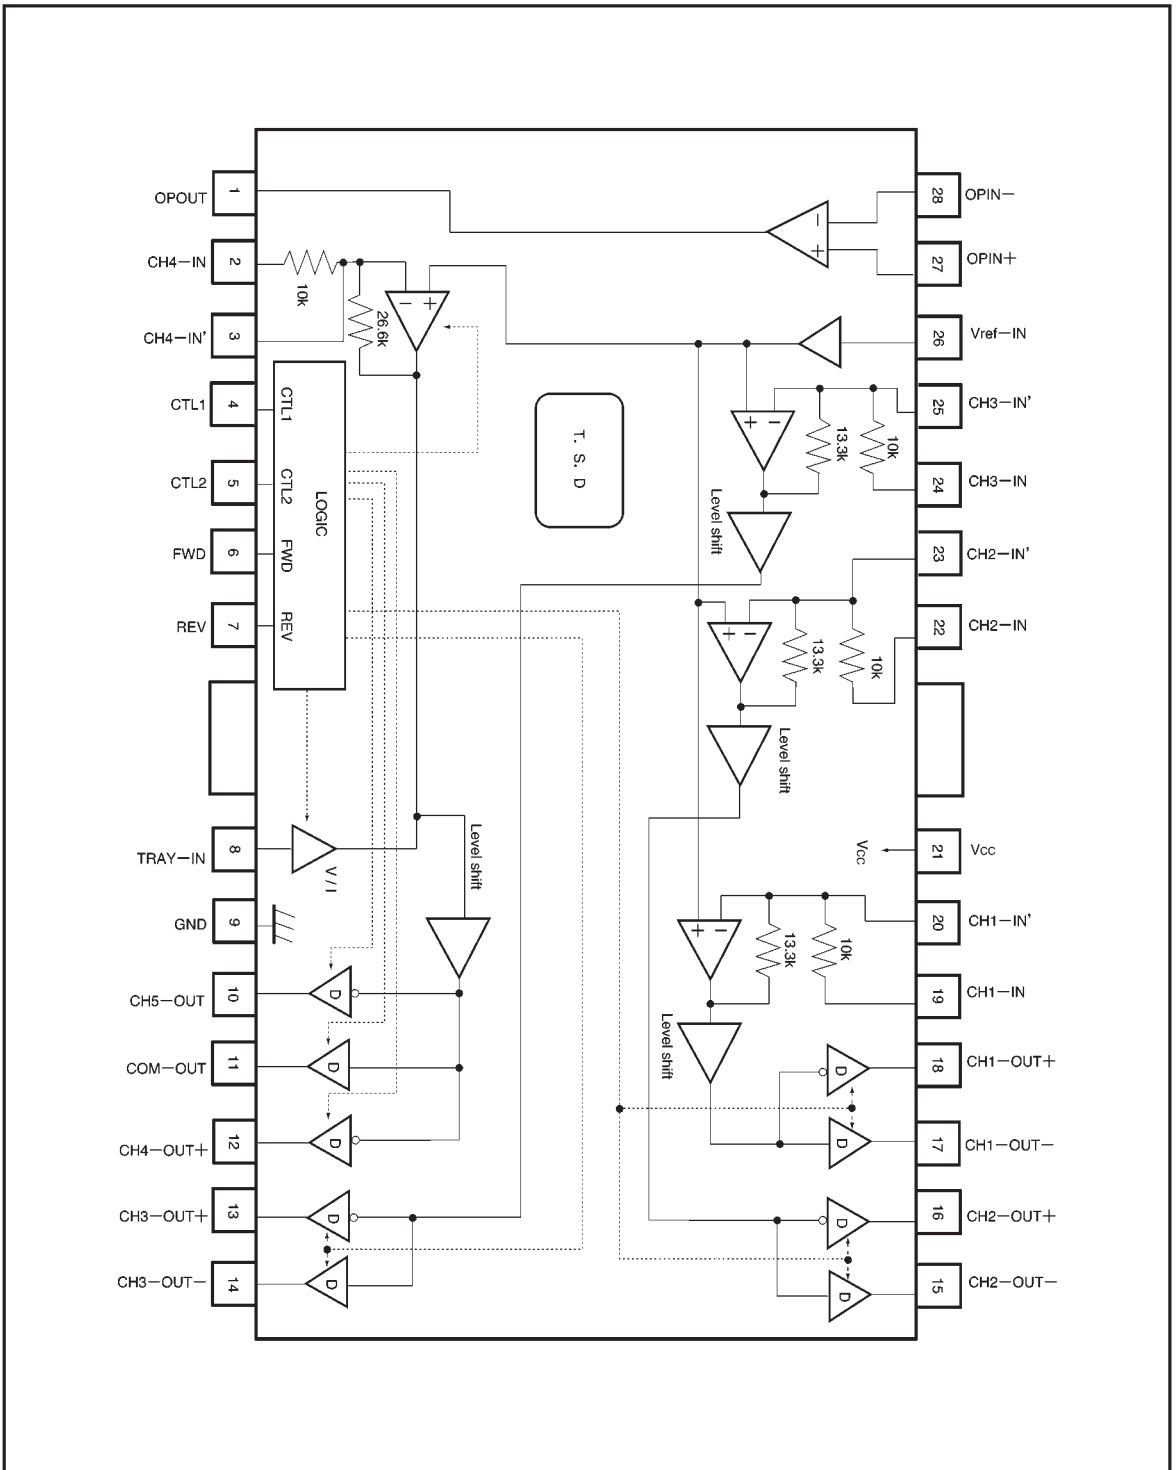 OPOUT 1
CH4-IN 2
CH4-IN' 3
CTL1 4
CTL2 5
FWD 6
REV 7
TRAY-IN 8
GND 9
CH5-OUT 10
COM-OUT 11
CH4-OUT+ 12
CH3-OUT+ 13
CH3-OUT- 14
28 OPIN-
27 OPIN+
26 Vref-IN
25 CH3-IN'
24 CH3-IN
23 CH2-IN'
22 CH2-IN
21 Vcc
20 CH1-IN'
19 CH1-IN
18 CH1-OUT+
17 CH1-OUT-
16 CH2-OUT+
15 CH2-OUT-
10k
26.6k
- +
CTL1
CTL2
LOGIC
FWD
REV
V/I
Level shift
D
D
D
D
D
T. S. D
-
+
+ -
13.3k
10k
Level shift
+ -
13.3k
10k
Level shift
Vcc
+ -
13.3k
10k
Level shift
D
D
D
D